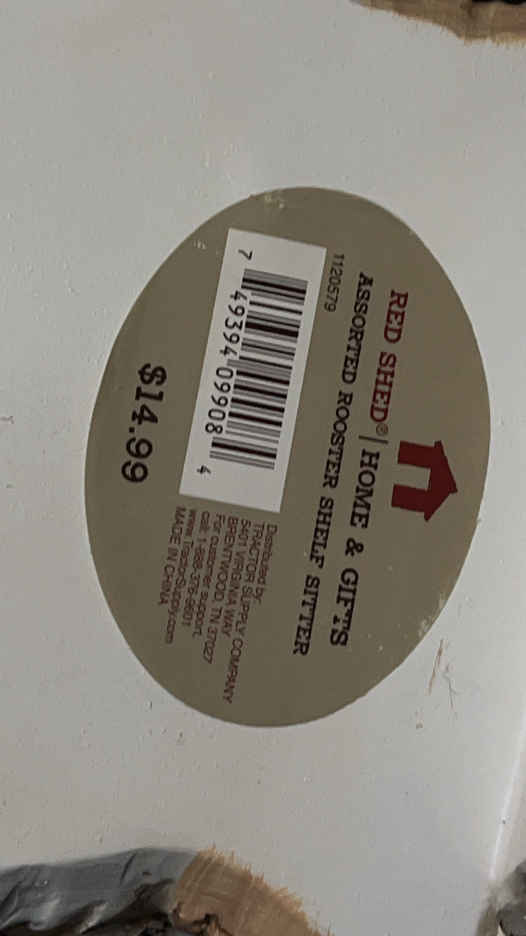 RED SHED® | HOME & GIFTS
ASSORTED ROOSTER SHELF SITTER
1120579
7 49394 09908 4
Distributed by:
TRACTOR SUPPLY COMPANY
5401 VIRGINIA WAY
BRENTWOOD, TN 37027
For customer support,
call: 1-888-376-9601
www.TractorSupply.com
MADE IN CHINA
$14.99